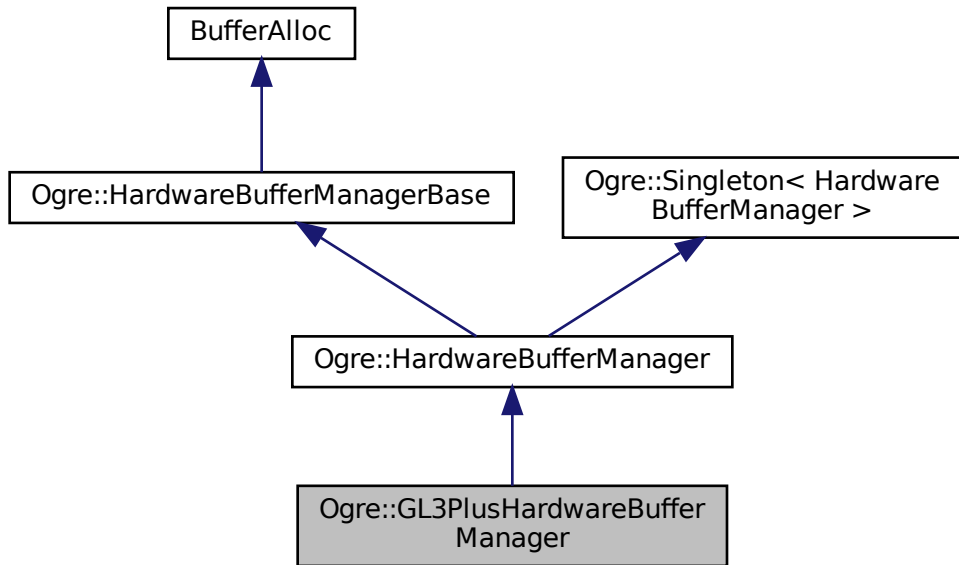 BufferAlloc
Ogre::HardwareBufferManagerBase
Ogre::Singleton< Hardware
BufferManager >
Ogre::HardwareBufferManager
Ogre::GL3PlusHardwareBuffer
Manager